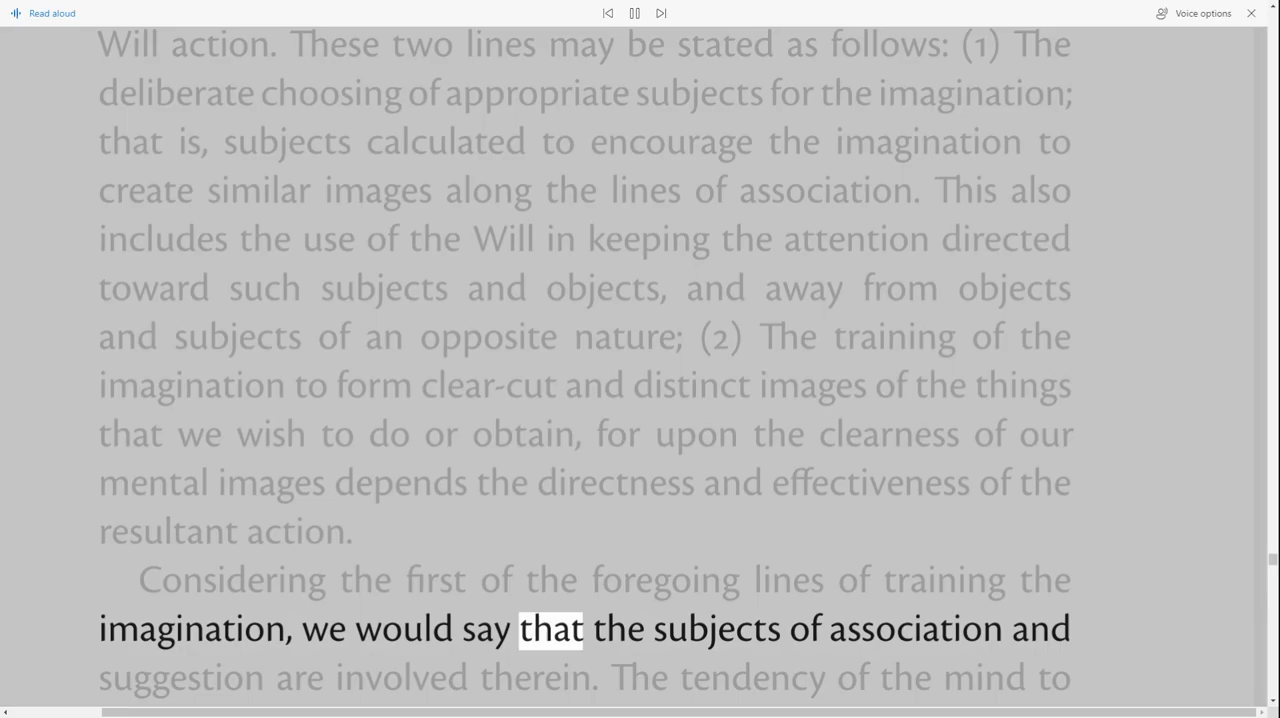 Read aloud
Voice options
Will action. These two lines may be stated as follows: (1) The
deliberate choosing of appropriate subjects for the imagination;
that is, subjects calculated to encourage the imagination to
create similar images along the lines of association. This also
includes the use of the Will in keeping the attention directed
toward such subjects and objects, and away from objects
and subjects of an opposite nature; (2) The training of the
imagination to form clear-cut and distinct images of the things
that we wish to do or obtain, for upon the clearness of our
mental images depends the directness and effectiveness of the
resultant action.
Considering the first of the foregoing lines of training the
imagination, we would say that the subjects of association and
suggestion are involved therein. The tendency of the mind to